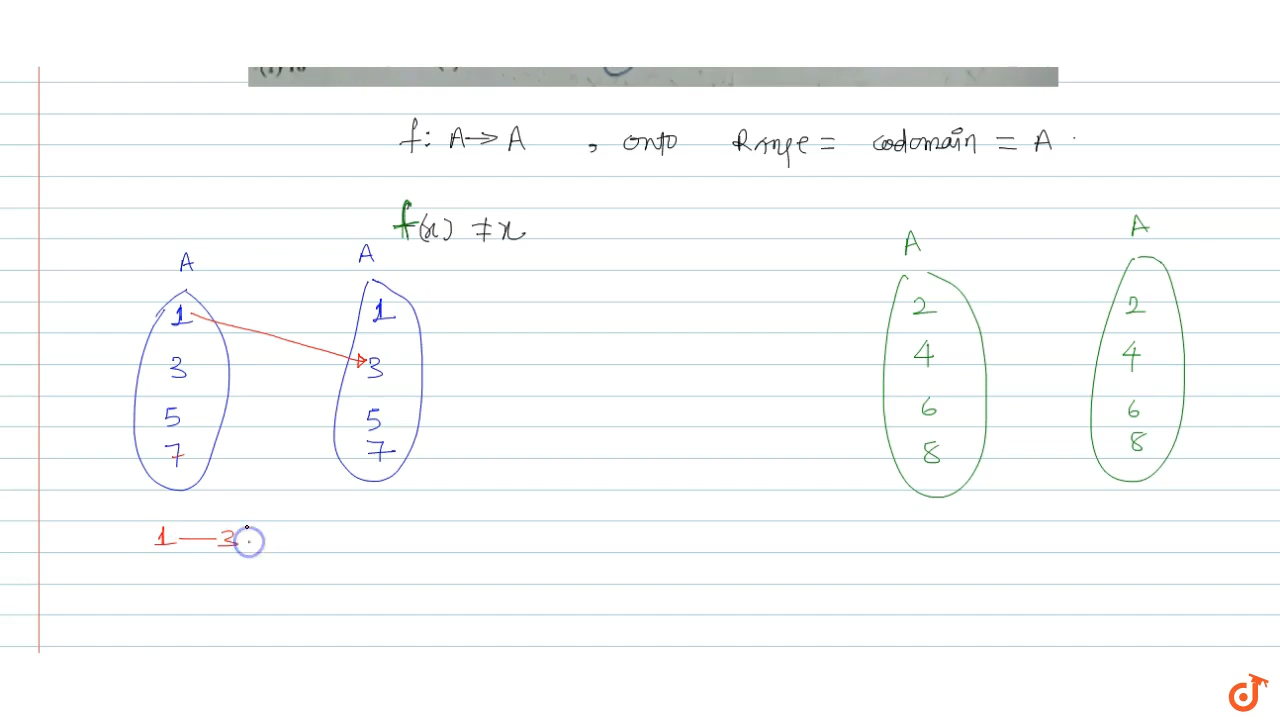 f: A→A , onto Range = codomain = A .
f(x) ≠ x
A A A A
1 1 2 2
3 3 4 4
5 5 6 6
7 7 8 8
1 — 3